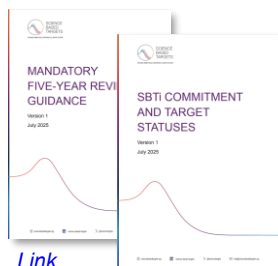 SCIENCE
BASED
TARGETS
MANDATORY
FIVE-YEAR REVI
GUIDANCE
Version 1
July 2025
Link
SCIENCE
BASED
TARGETS
SBTi COMMITMENT
AND TARGET
STATUSES
Version 1
July 2025